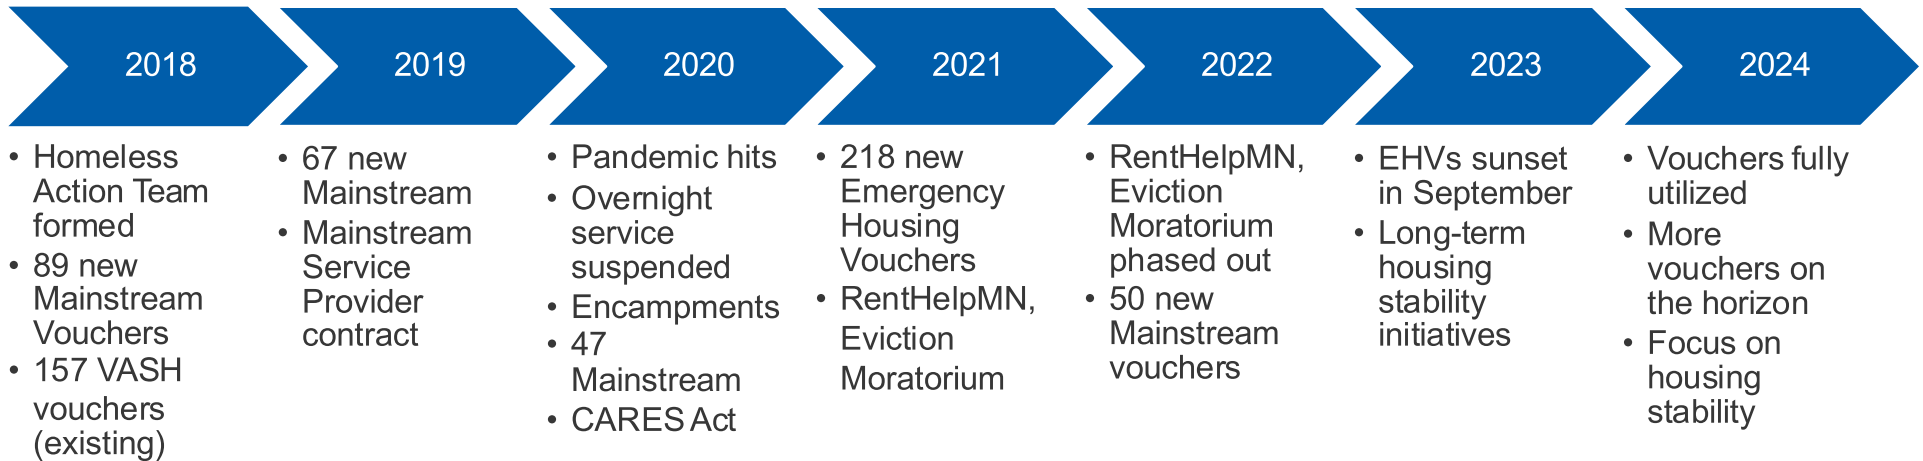 2018
2019
2020
2021
2022
2023
2024
• Homeless
Action Team
formed
• 89 new
Mainstream
Vouchers
• 157 VASH
vouchers
(existing)
• 67 new
Mainstream
• Mainstream
Service
Provider
contract
• Pandemic hits
• Overnight
service
suspended
• Encampments
• 47
Mainstream
• CARES Act
• 218 new
Emergency
Housing
Vouchers
• RentHelpMN,
Eviction
Moratorium
• RentHelpMN,
Eviction
Moratorium
phased out
• 50 new
Mainstream
vouchers
• EHVs sunset
in September
• Long-term
housing
stability
initiatives
• Vouchers fully
utilized
• More
vouchers on
the horizon
• Focus on
housing
stability